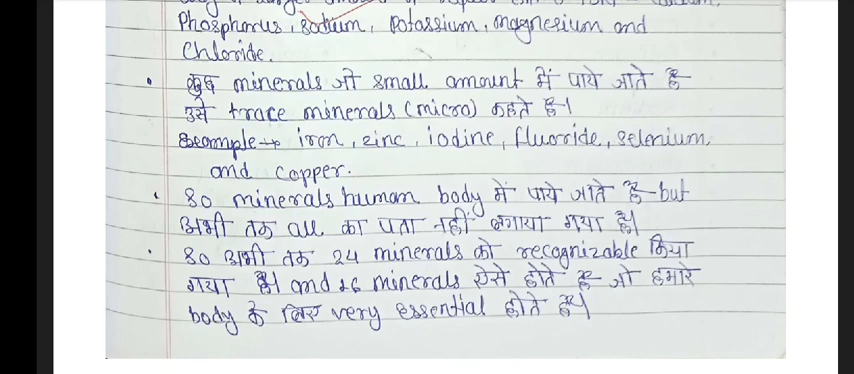 Phosphorus, sodium, Potassium, magnesium and
Chloride.
• कुछ minerals जो small amount में पाये जाते है
उसे trace minerals (micro) कहते है।
Example → iron, zinc, iodine, fluoride, selenium,
and copper.
• 80 minerals human body में पाये जाते है but
अभी तक all का पता नहीं लगाया गया है।
• 80 अभी तक 24 minerals को recognizable किया
गया है। and 26 minerals ऐसे होते है जो हमारे
body के लिए very essential होते है।